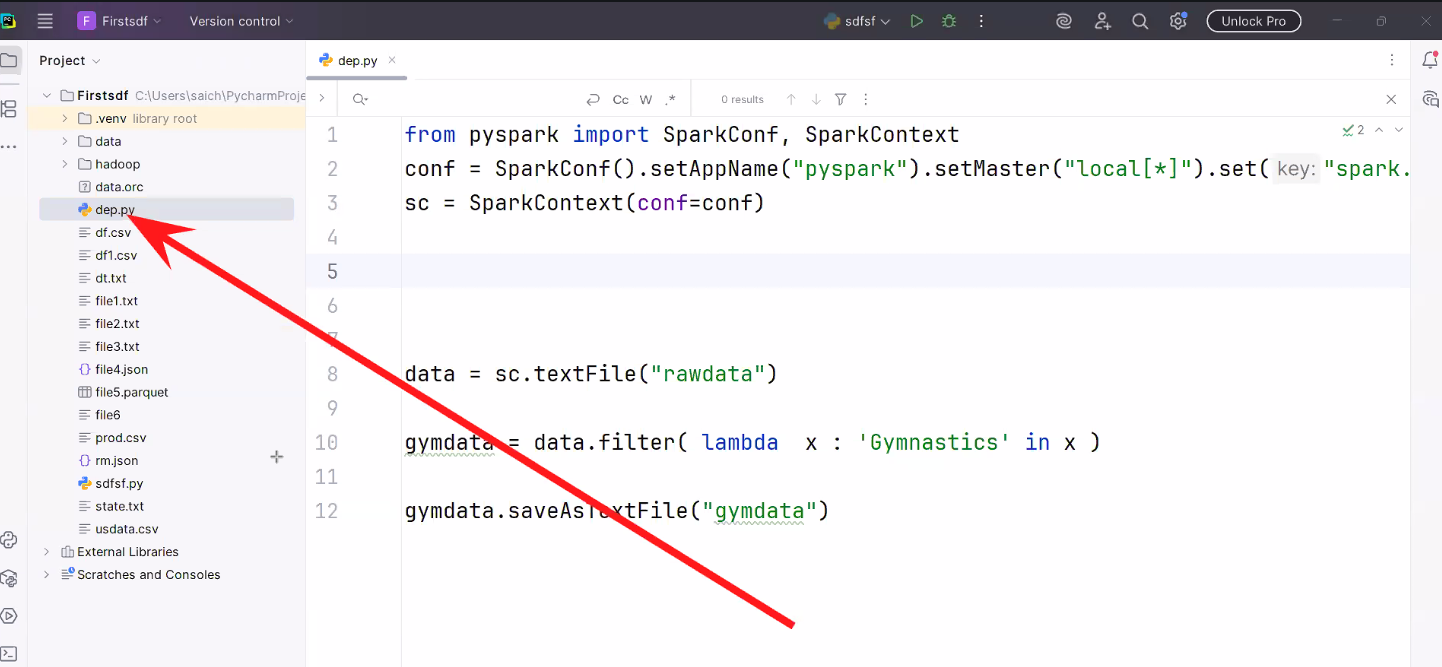 F Firstsdf Version control sdfsf Unlock Pro
Project
dep.py
Firstsdf C:\Users\saich\PycharmProje
Cc W .* 0 results
.venv library root
data
hadoop
data.orc
dep.py
df.csv
df1.csv
dt.txt
file1.txt
file2.txt
file3.txt
file4.json
file5.parquet
file6
prod.csv
rm.json
sdfsf.py
state.txt
usdata.csv
External Libraries
Scratches and Consoles
2
1 from pyspark import SparkConf, SparkContext
2 conf = SparkConf().setAppName("pyspark").setMaster("local[*]").set( key: "spark.
3 sc = SparkContext(conf=conf)
4
5
6
7
8 data = sc.textFile("rawdata")
9
10 gymdata = data.filter( lambda x : 'Gymnastics' in x )
11
12 gymdata.saveAsTextFile("gymdata")